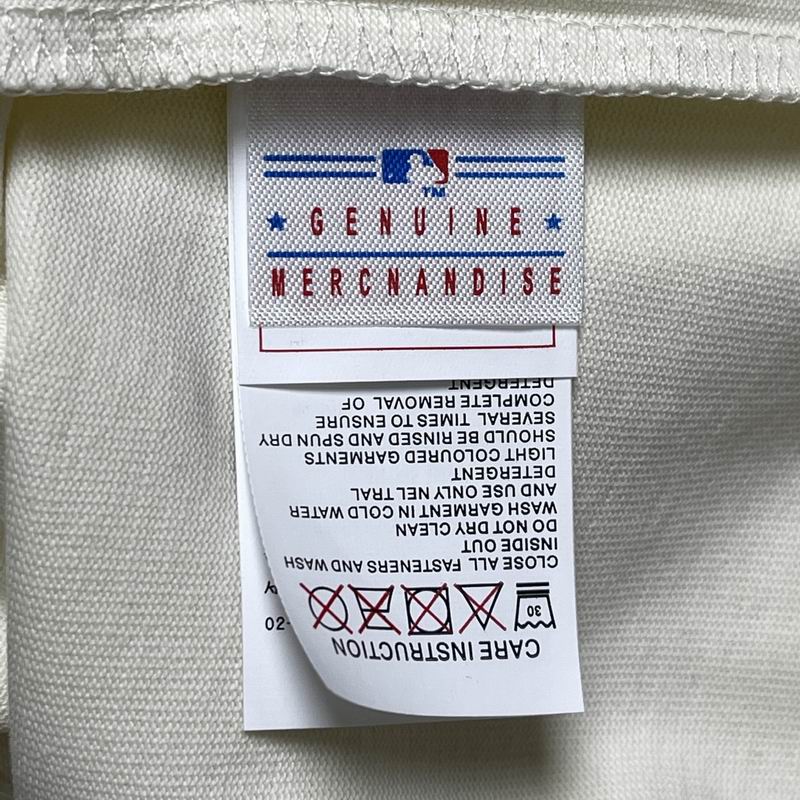 TM
GENUINE
MERCNANDISE
CARE INSTRUCTION
30
CLOSE ALL FASTENERS AND WASH
INSIDE OUT
DO NOT DRY CLEAN
WASH GARMENT IN COLD WATER
AND USE ONLY NEL TRAL
DETERGENT
LIGHT COLOURED GARMENTS
SHOULD BE RINSED AND SPUN DRY
SEVERAL TIMES TO ENSURE
COMPLETE REMOVAL OF
DETERGENT
02-